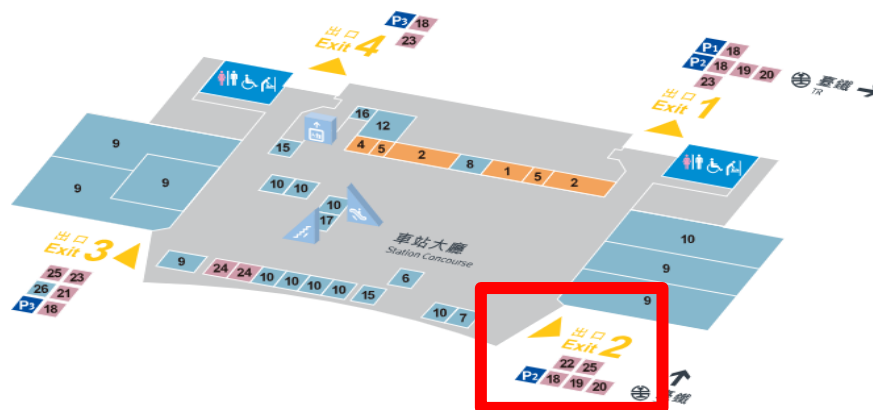 P3 18
23
出口
Exit 4
P1 18
P2 18 19 20
23
臺鐵
TR
出口
Exit 1
16
12
4 5 2 8 1 5 2
15
9
9
9
10 10
10
17
車站大廳
Station Concourse
10
9
9
出口
Exit 3
25 23
26 21
P3 18
9 24 24 10 10 10 10 15
6
10 7
出口
Exit 2
22 25
P2 18 19 20
臺鐵